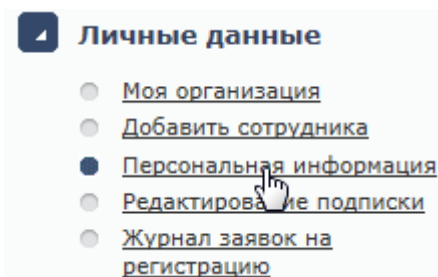 Личные данные
Моя организация
Добавить сотрудника
Персональная информация
Редактирование подписки
Журнал заявок на
регистрацию